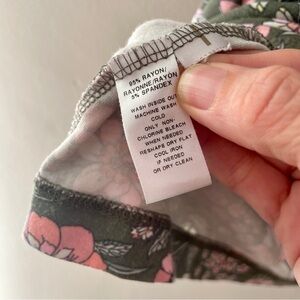 95% RAYON/
RAYONNE/RAYON
5% SPANDEX
WASH INSIDE OUT
MACHINE WASH
COLD
ONLY NON-
CHLORINE BLEACH
WHEN NEEDED
RESHAPE DRY FLAT
COOL IRON
IF NEEDED
OR DRY CLEAN